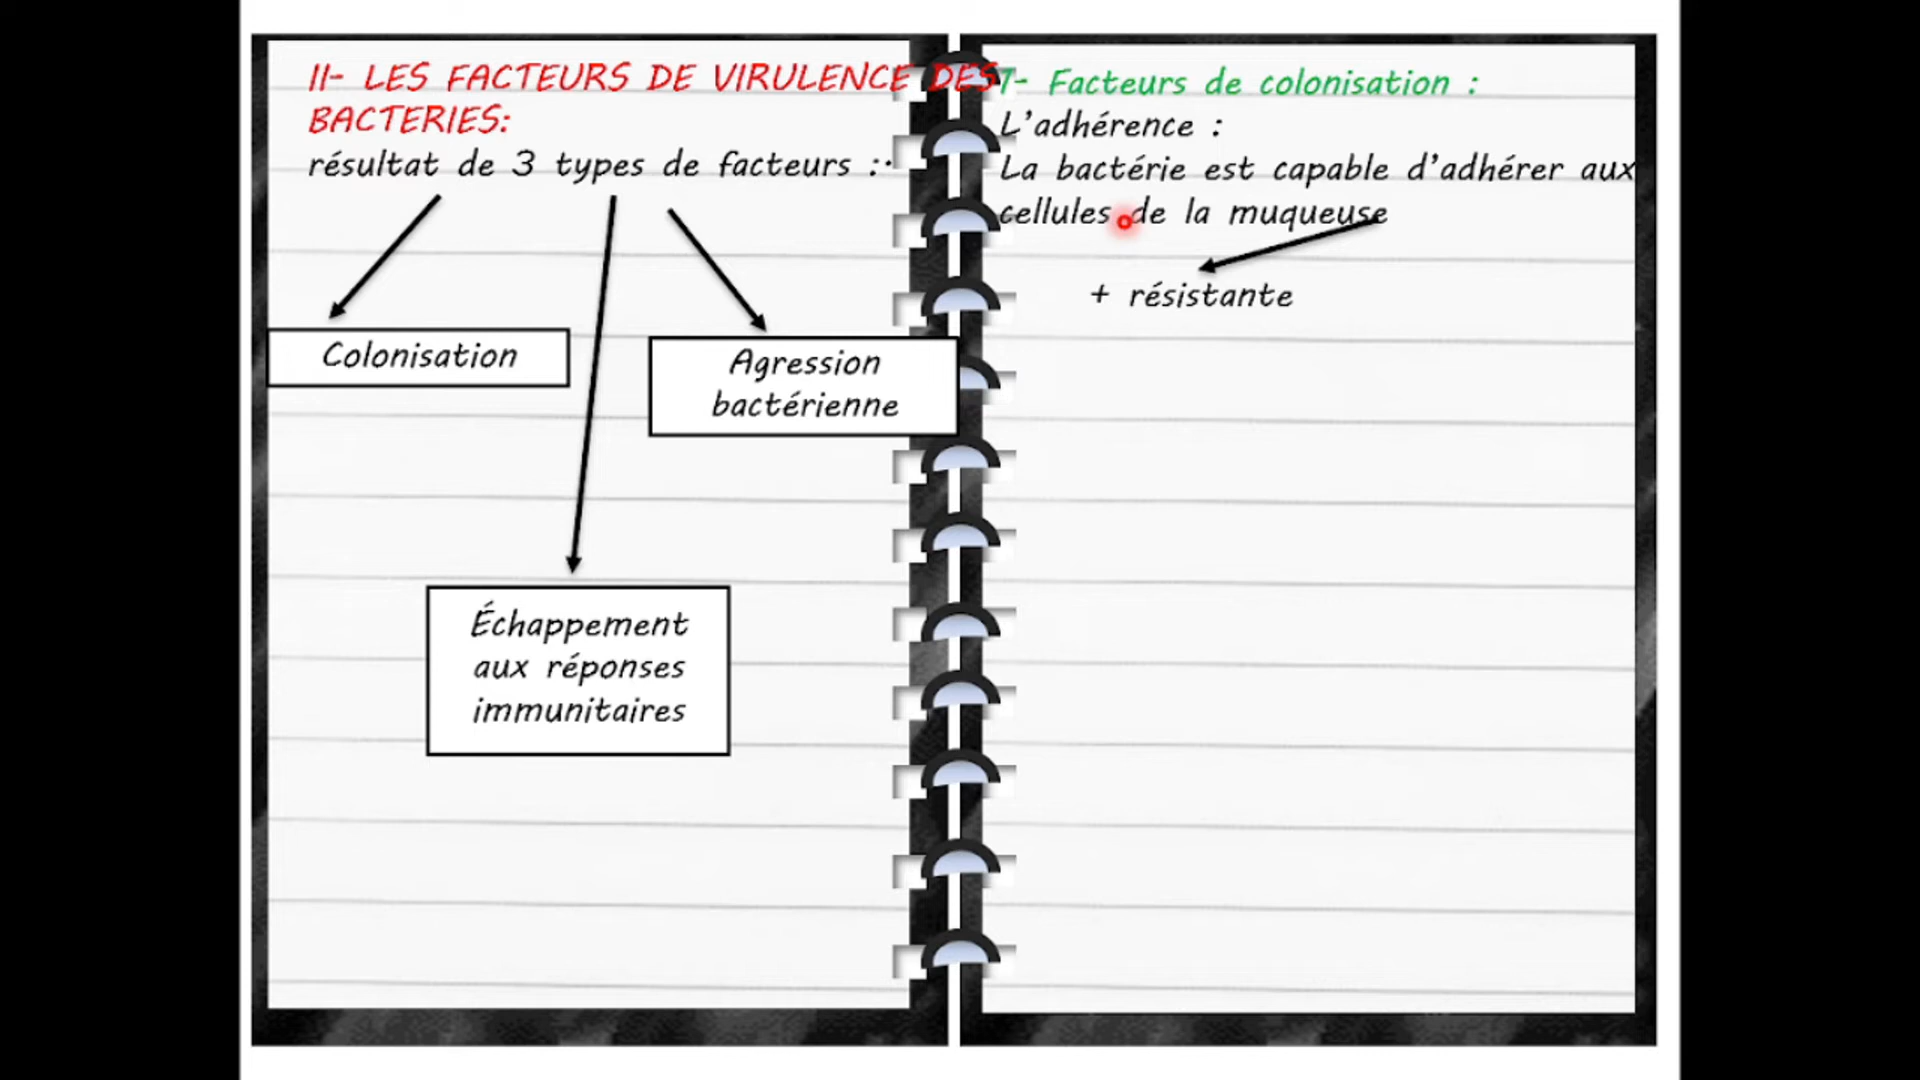 II- LES FACTEURS DE VIRULENCE DES
BACTERIES:
résultat de 3 types de facteurs ::
Colonisation
Agression
bactérienne
Échappement
aux réponses
immunitaires
1- Facteurs de colonisation :
L'adhérence :
La bactérie est capable d'adhérer aux
cellules de la muqueuse
+ résistante